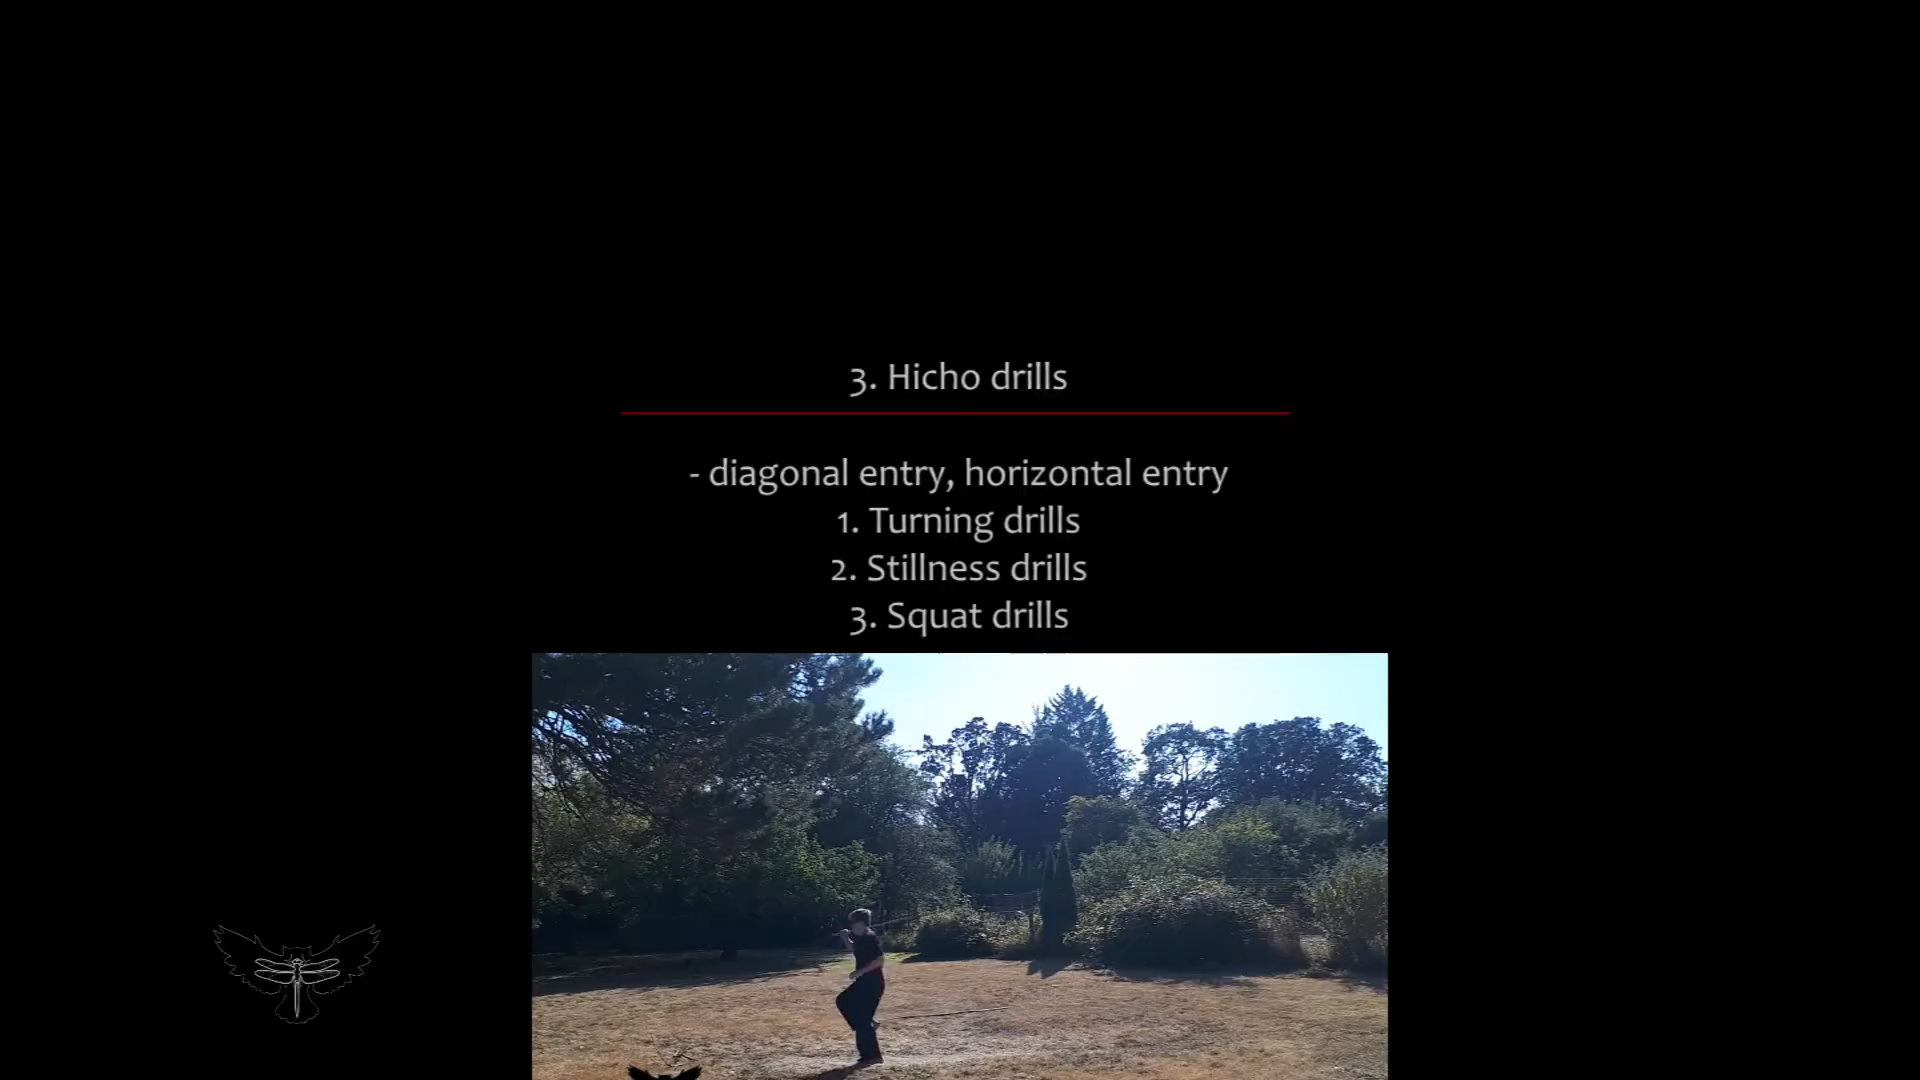 3. Hicho drills
- diagonal entry, horizontal entry
1. Turning drills
2. Stillness drills
3. Squat drills